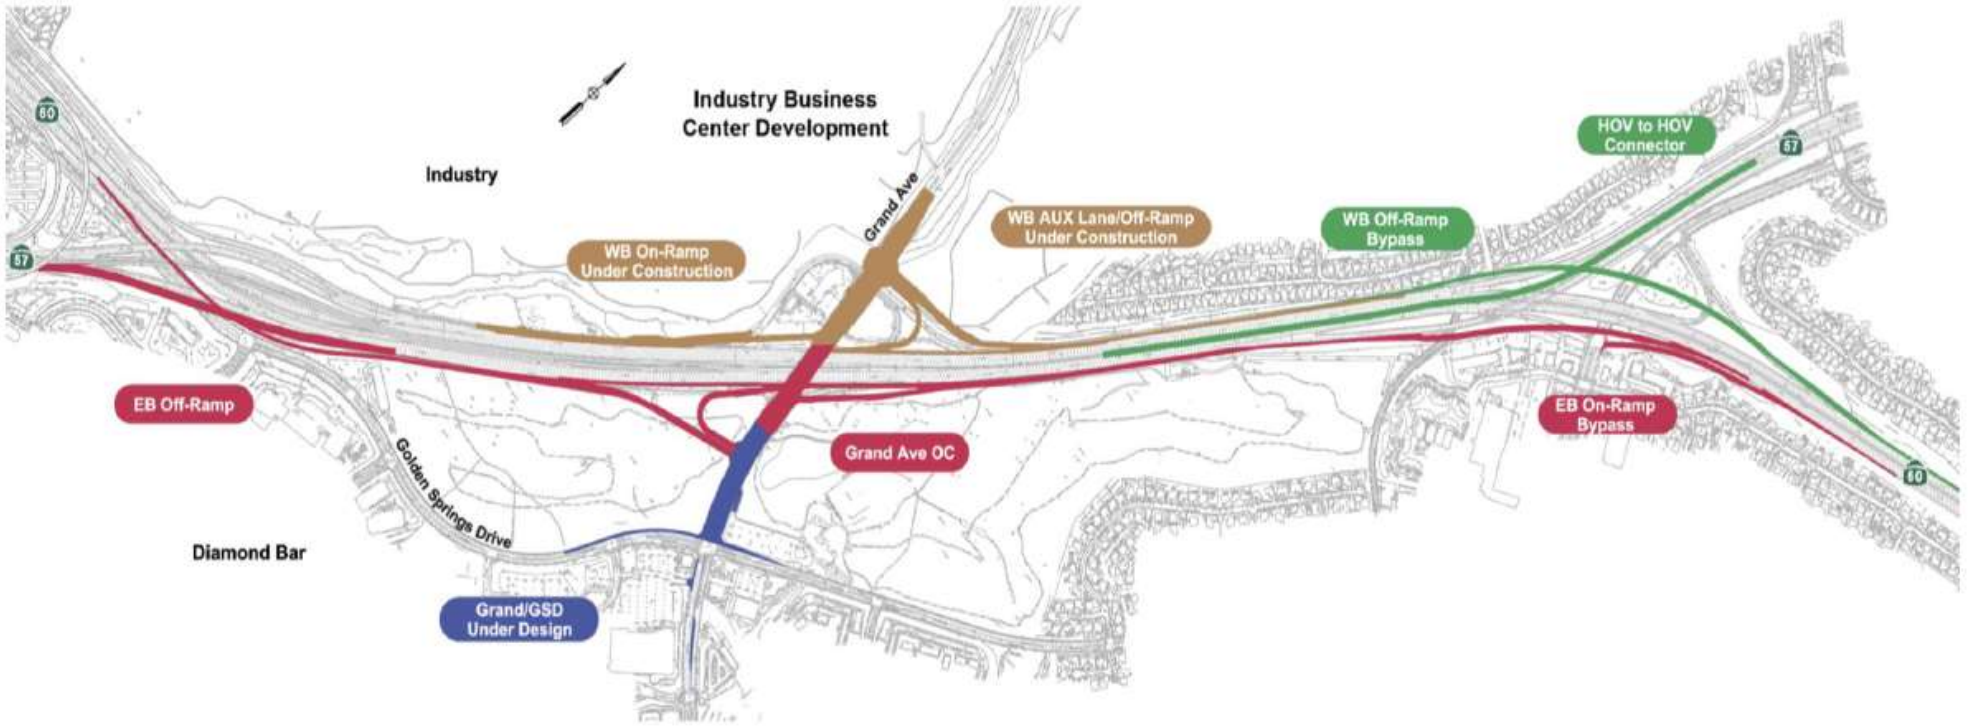 60
57
Industry
Industry Business
Center Development
Grand Ave
WB On-Ramp
Under Construction
WB AUX Lane/Off-Ramp
Under Construction
WB Off-Ramp
Bypass
HOV to HOV
Connector
57
EB Off-Ramp
Grand Ave OC
EB On-Ramp
Bypass
60
Golden Springs Drive
Diamond Bar
Grand/GSD
Under Design